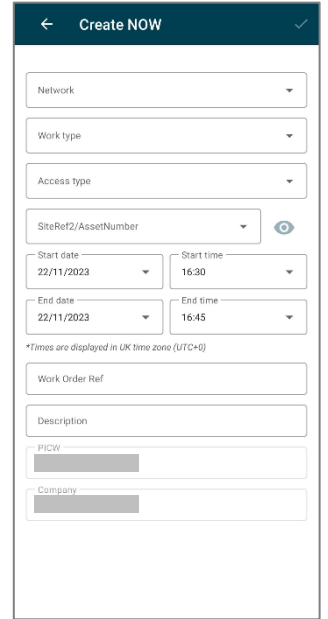 Create NOW
Network
Work type
Access type
SiteRef2/AssetNumber
Start date
Start time
22/11/2023
16:30
End date
End time
22/11/2023
16:45
*Times are displayed in UK time zone (UTC+0)
Work Order Ref
Description
PICW
Company